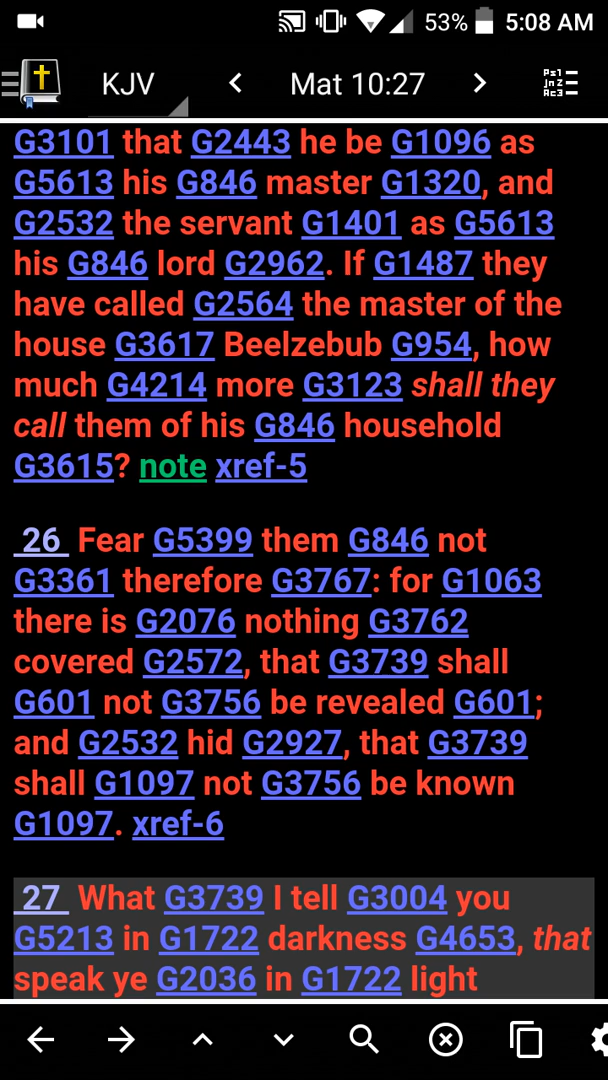 53% 5:08 AM
KJV Mat 10:27 Ps1 Jn2 Ac3
G3101 that G2443 he be G1096 as
G5613 his G846 master G1320, and
G2532 the servant G1401 as G5613
his G846 lord G2962. If G1487 they
have called G2564 the master of the
house G3617 Beelzebub G954, how
much G4214 more G3123 shall they
call them of his G846 household
G3615? note xref-5
26 Fear G5399 them G846 not
G3361 therefore G3767: for G1063
there is G2076 nothing G3762
covered G2572, that G3739 shall
G601 not G3756 be revealed G601;
and G2532 hid G2927, that G3739
shall G1097 not G3756 be known
G1097. xref-6
27 What G3739 I tell G3004 you
G5213 in G1722 darkness G4653, that
speak ye G2036 in G1722 light